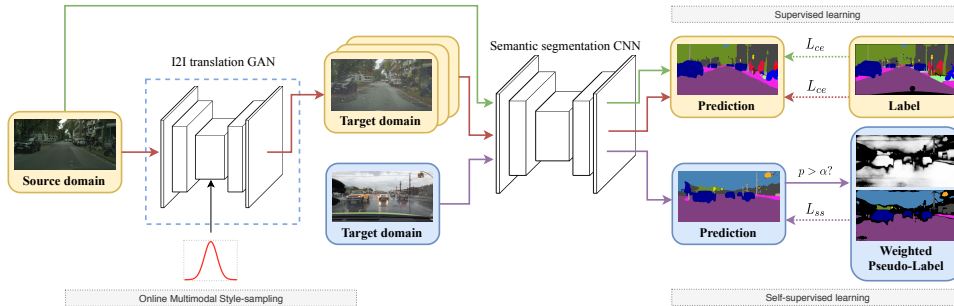 Supervised learning
I2I translation GAN
Semantic segmentation CNN
L_ce
L_ce
Source domain
Target domain
Prediction
Label
Target domain
Prediction
p > α?
L_ss
Weighted
Pseudo-Label
Online Multimodal Style-sampling
Self-supervised learning